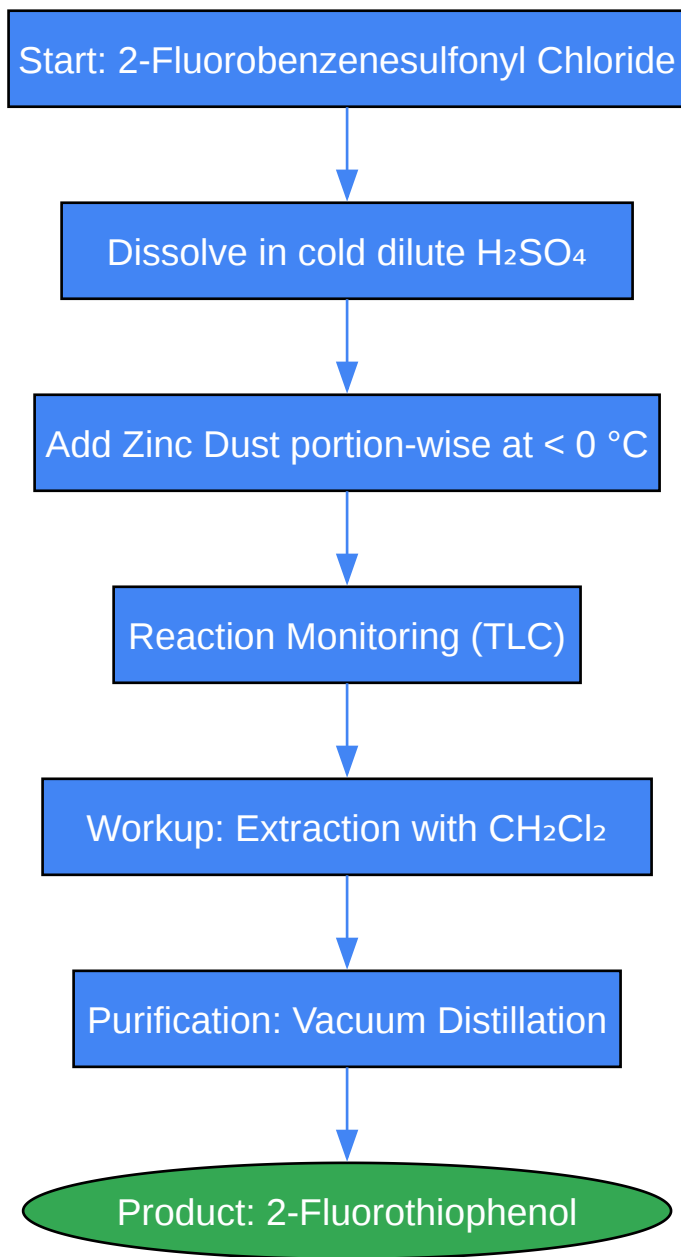 Start: 2-Fluorobenzenesulfonyl Chloride
Dissolve in cold dilute H₂SO₄
Add Zinc Dust portion-wise at < 0 °C
Reaction Monitoring (TLC)
Workup: Extraction with CH₂Cl₂
Purification: Vacuum Distillation
Product: 2-Fluorothiophenol